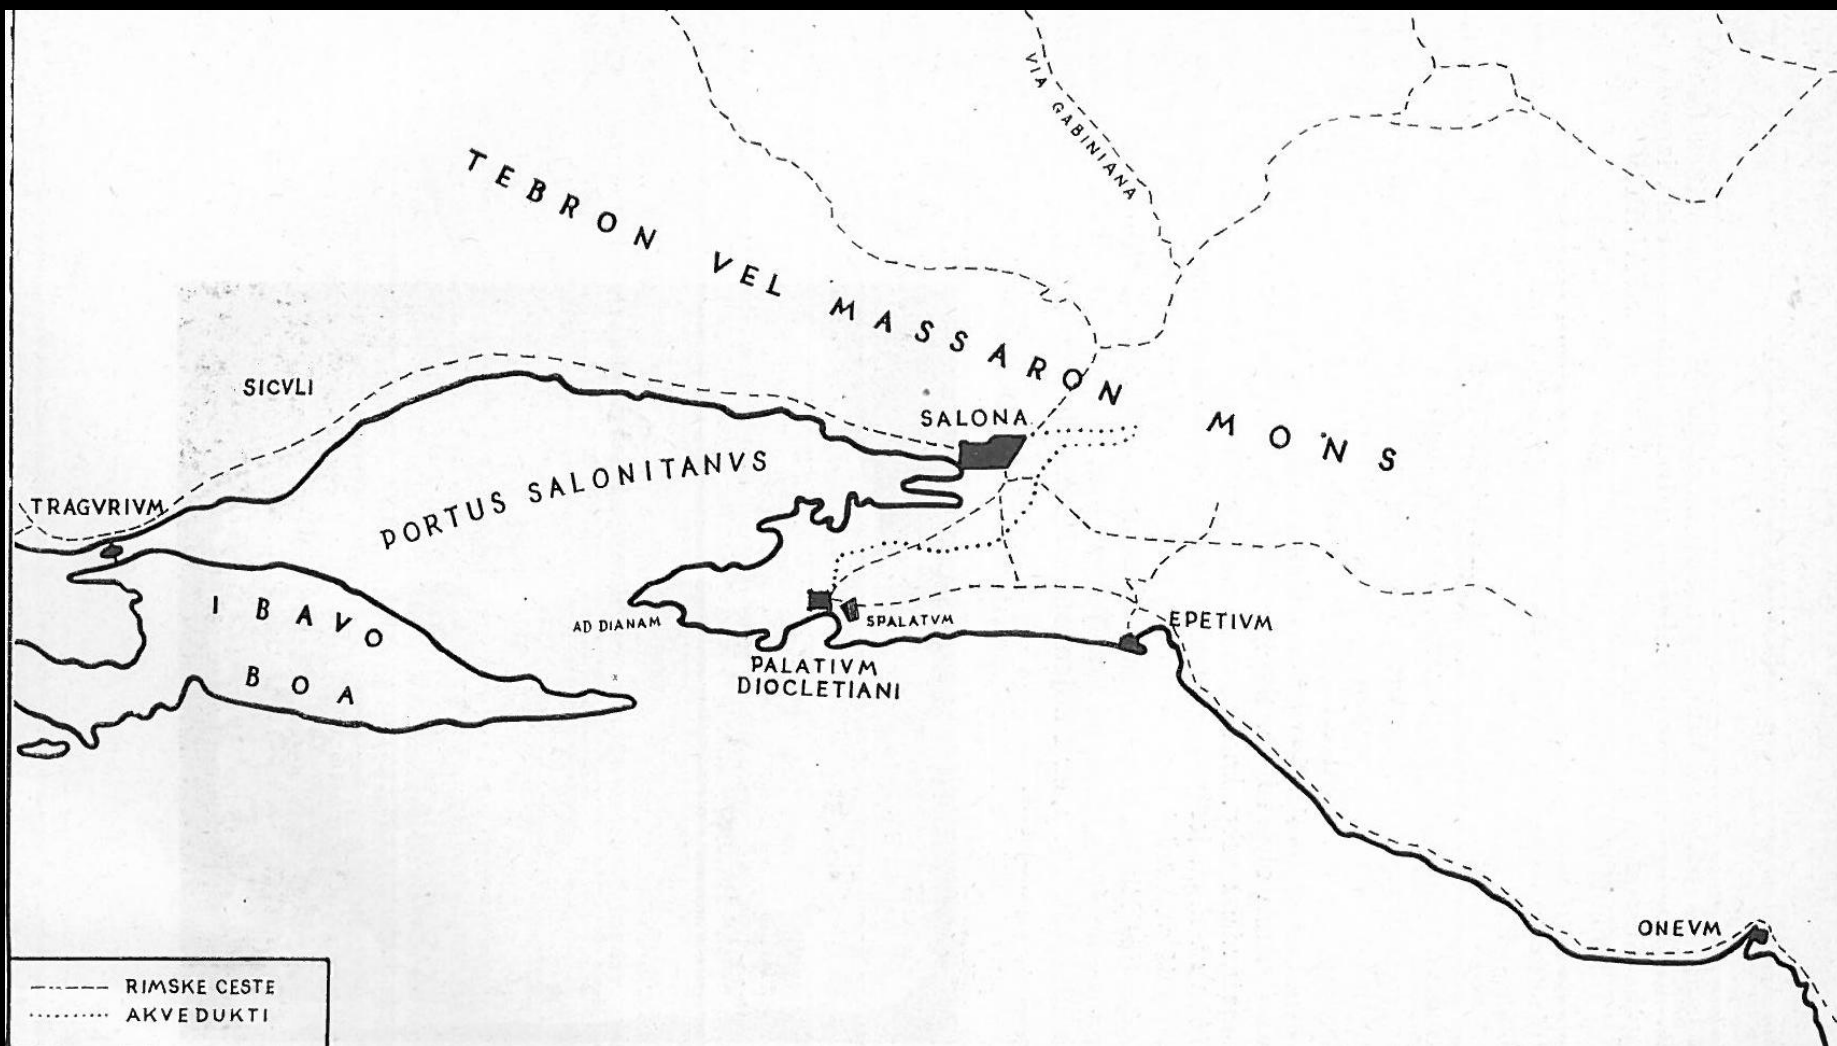 VIA GABINIANA
TEBRON VEL MASSARON MONS
SICVLI
SALONA
PORTUS SALONITANVS
TRAGVRIVM
I BAVO
BOA
AD DIANAM
SPALATVM
EPETIVM
PALATIVM
DIOCLETIANI
ONEVM
RIMSKE CESTE
AKVEDUKTI